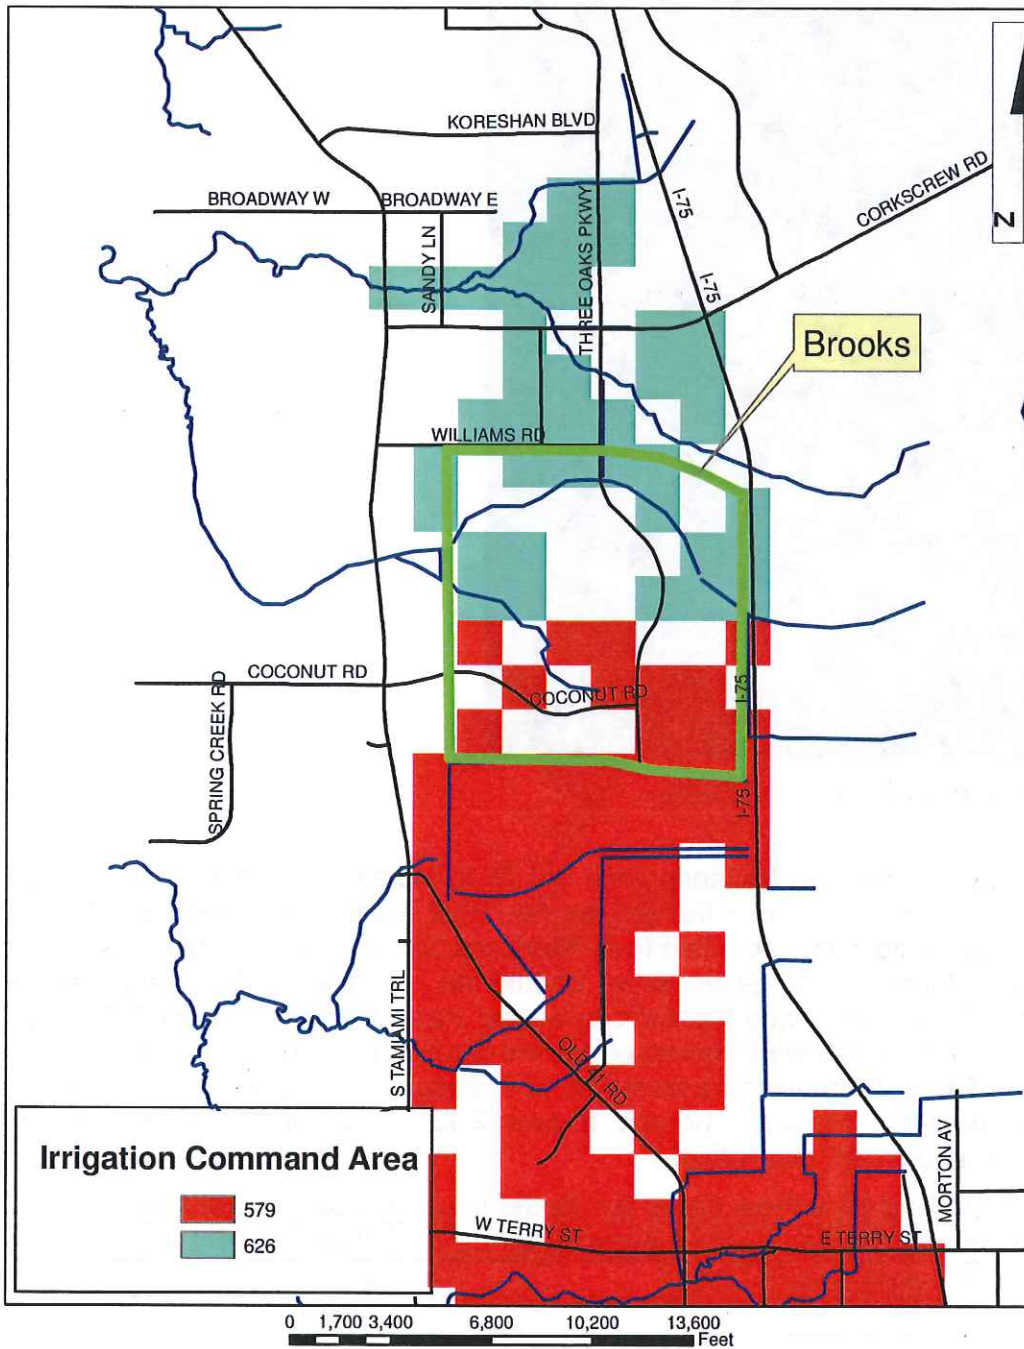 KORESHAN BLVD
BROADWAY W
BROADWAY E
SANDY LN
THREE OAKS PKWY
I-75
CORKSCREW RD
Z
I-75
Brooks
WILLIAMS RD
COCONUT RD
SPRING CREEK RD
COCONUT RD
I-75
I-75
S TAMIAMI TRL
OLD 41 RD
MORTON AV
W TERRY ST
E TERRY ST
Irrigation Command Area
579
626
0 1,700 3,400 6,800 10,200 13,600
Feet